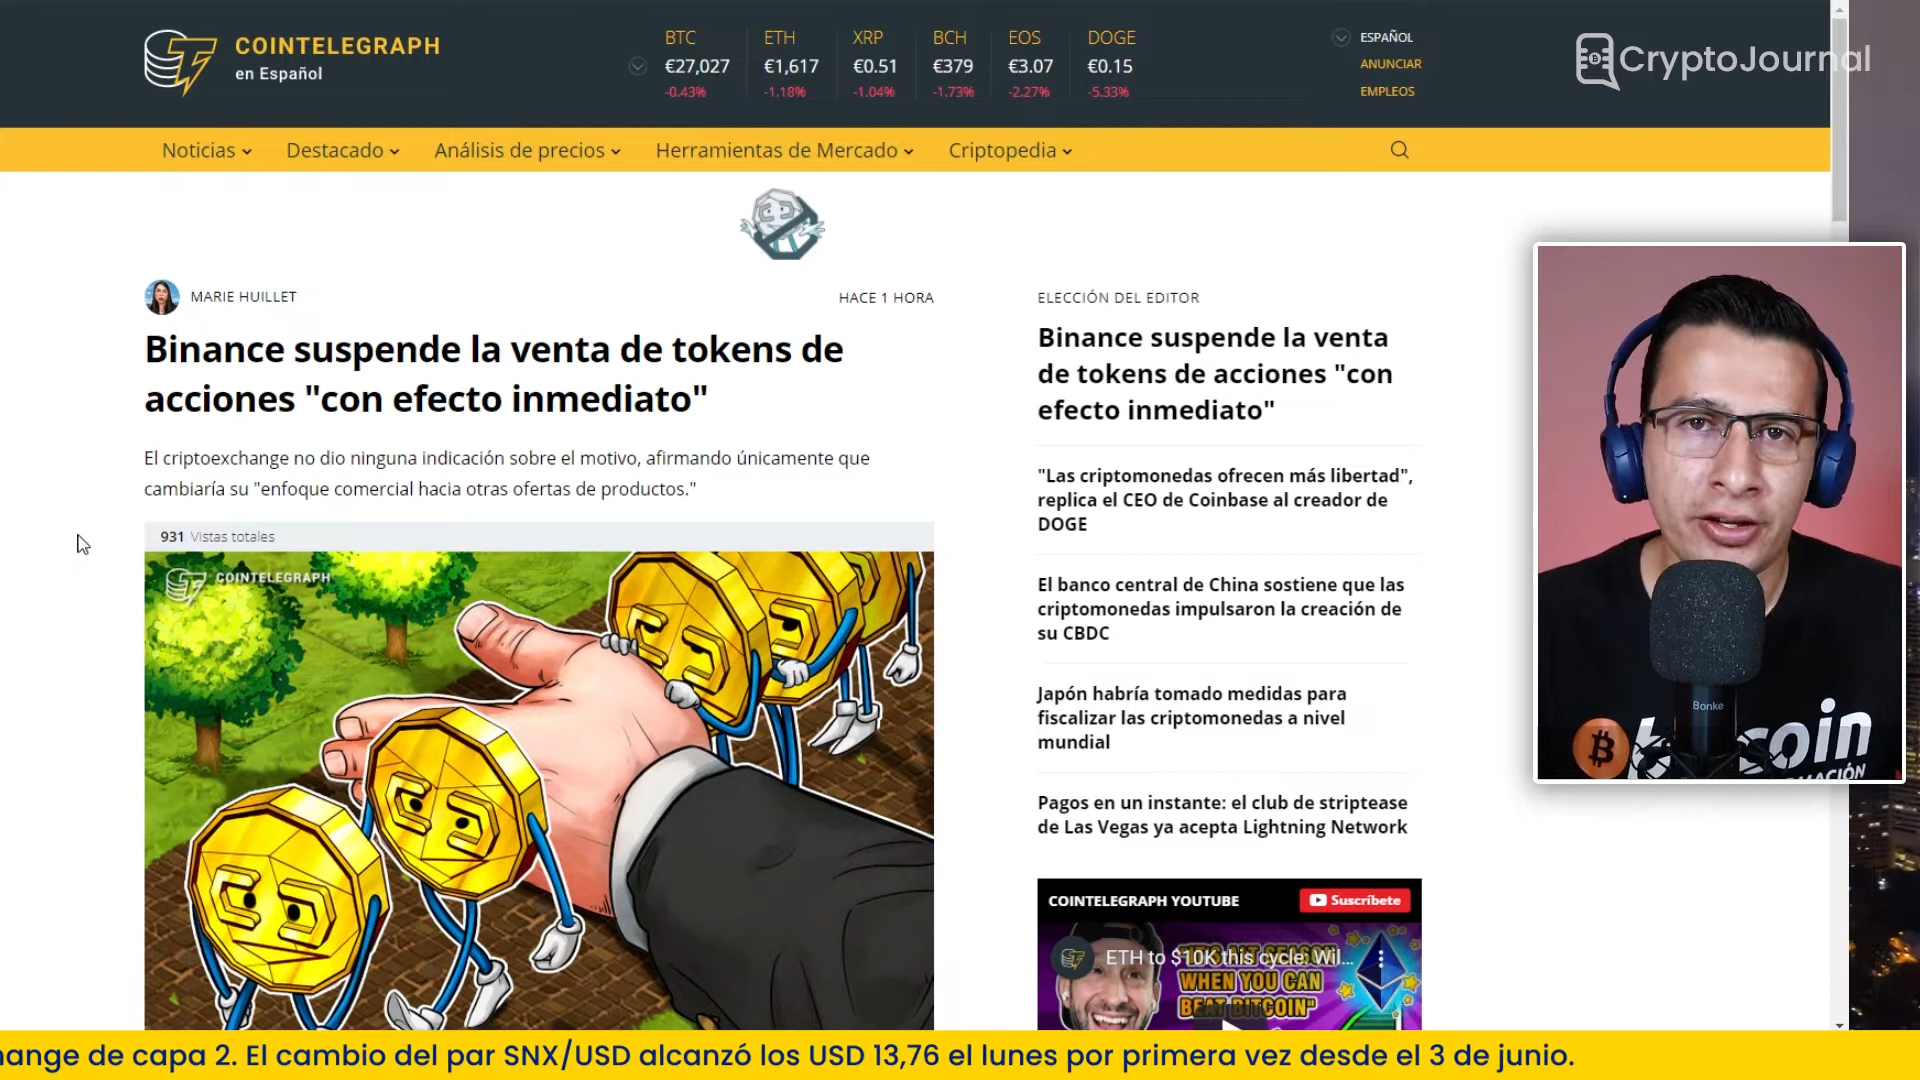 COINTELEGRAPH
en Español
BTC
€27,027
-0.43%
ETH
€1,617
-1.18%
XRP
€0.51
-1.04%
BCH
€379
-1.73%
EOS
€3.07
-2.27%
DOGE
€0.15
-5.33%
ESPAÑOL
ANUNCIAR
EMPLEOS
CryptoJournal
Noticias
Destacado
Análisis de precios
Herramientas de Mercado
Criptopedia
MARIE HUILLET
HACE 1 HORA
Binance suspende la venta de tokens de
acciones "con efecto inmediato"
El criptoexchange no dio ninguna indicación sobre el motivo, afirmando únicamente que
cambiaría su "enfoque comercial hacia otras ofertas de productos."
931 Vistas totales
COINTELEGRAPH
ELECCIÓN DEL EDITOR
Binance suspende la venta
de tokens de acciones "con
efecto inmediato"
"Las criptomonedas ofrecen más libertad",
replica el CEO de Coinbase al creador de
DOGE
El banco central de China sostiene que las
criptomonedas impulsaron la creación de
su CBDC
Japón habría tomado medidas para
fiscalizar las criptomonedas a nivel
mundial
Pagos en un instante: el club de striptease
de Las Vegas ya acepta Lightning Network
COINTELEGRAPH YOUTUBE
Suscríbete
ETH to $10K this cycle: Wil...
"IT'S ALT SEASON
WHEN YOU CAN
BEAT BITCOIN"
Bonke
hange de capa 2. El cambio del par SNX/USD alcanzó los USD 13,76 el lunes por primera vez desde el 3 de junio.